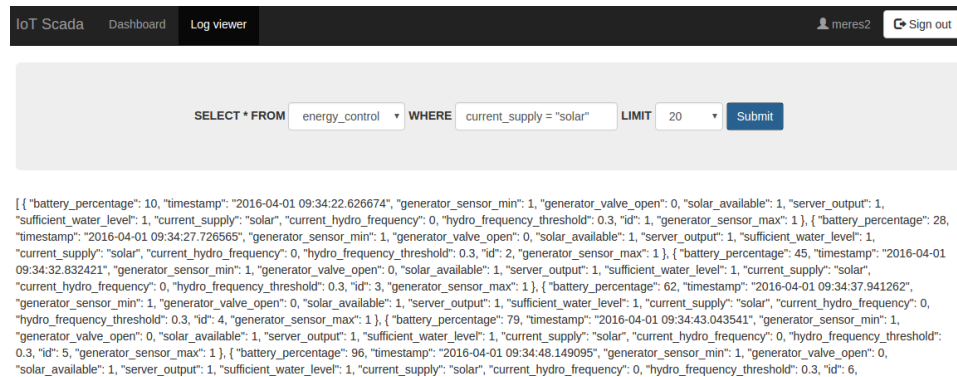 IoT Scada Dashboard Log viewer meres2 Sign out
SELECT * FROM energy_control WHERE current_supply = "solar" LIMIT 20 Submit
[ { "battery_percentage": 10, "timestamp": "2016-04-01 09:34:22.626674", "generator_sensor_min": 1, "generator_valve_open": 0, "solar_available": 1, "server_output": 1,
"sufficient_water_level": 1, "current_supply": "solar", "current_hydro_frequency": 0, "hydro_frequency_threshold": 0.3, "id": 1, "generator_sensor_max": 1 }, { "battery_percentage": 28,
"timestamp": "2016-04-01 09:34:27.726565", "generator_sensor_min": 1, "generator_valve_open": 0, "solar_available": 1, "server_output": 1, "sufficient_water_level": 1,
"current_supply": "solar", "current_hydro_frequency": 0, "hydro_frequency_threshold": 0.3, "id": 2, "generator_sensor_max": 1 }, { "battery_percentage": 45, "timestamp": "2016-04-01
09:34:32.832421", "generator_sensor_min": 1, "generator_valve_open": 0, "solar_available": 1, "server_output": 1, "sufficient_water_level": 1, "current_supply": "solar",
"current_hydro_frequency": 0, "hydro_frequency_threshold": 0.3, "id": 3, "generator_sensor_max": 1 }, { "battery_percentage": 62, "timestamp": "2016-04-01 09:34:37.941262",
"generator_sensor_min": 1, "generator_valve_open": 0, "solar_available": 1, "server_output": 1, "sufficient_water_level": 1, "current_supply": "solar", "current_hydro_frequency": 0,
"hydro_frequency_threshold": 0.3, "id": 4, "generator_sensor_max": 1 }, { "battery_percentage": 79, "timestamp": "2016-04-01 09:34:43.043541", "generator_sensor_min": 1,
"generator_valve_open": 0, "solar_available": 1, "server_output": 1, "sufficient_water_level": 1, "current_supply": "solar", "current_hydro_frequency": 0, "hydro_frequency_threshold":
0.3, "id": 5, "generator_sensor_max": 1 }, { "battery_percentage": 96, "timestamp": "2016-04-01 09:34:48.149095", "generator_sensor_min": 1, "generator_valve_open": 0,
"solar_available": 1, "server_output": 1, "sufficient_water_level": 1, "current_supply": "solar", "current_hydro_frequency": 0, "hydro_frequency_threshold": 0.3, "id": 6,